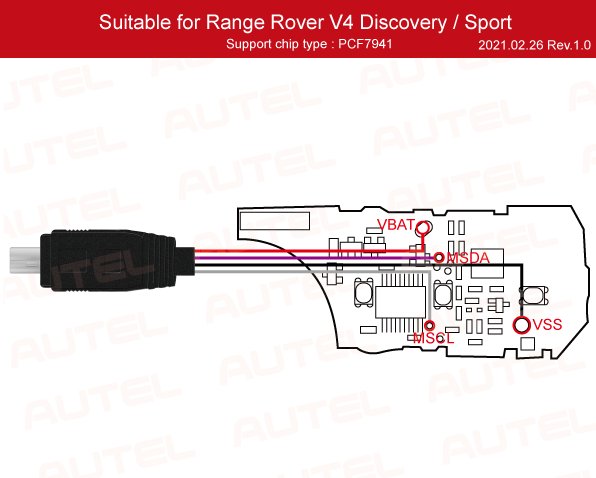 Suitable for Range Rover V4 Discovery / Sport
Support chip type : PCF7941
2021.02.26 Rev.1.0
AUTEL
VBAT
MSDA
VSS
MSCL